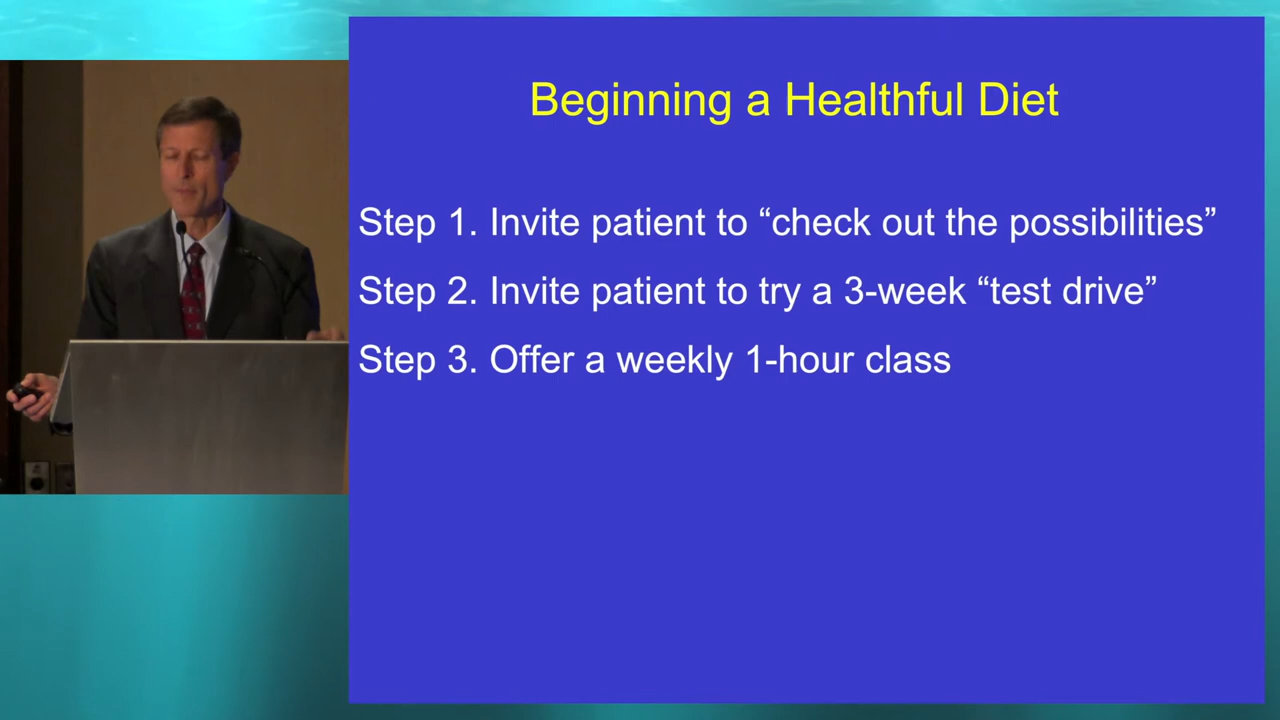 Beginning a Healthful Diet
Step 1. Invite patient to “check out the possibilities”
Step 2. Invite patient to try a 3-week “test drive”
Step 3. Offer a weekly 1-hour class